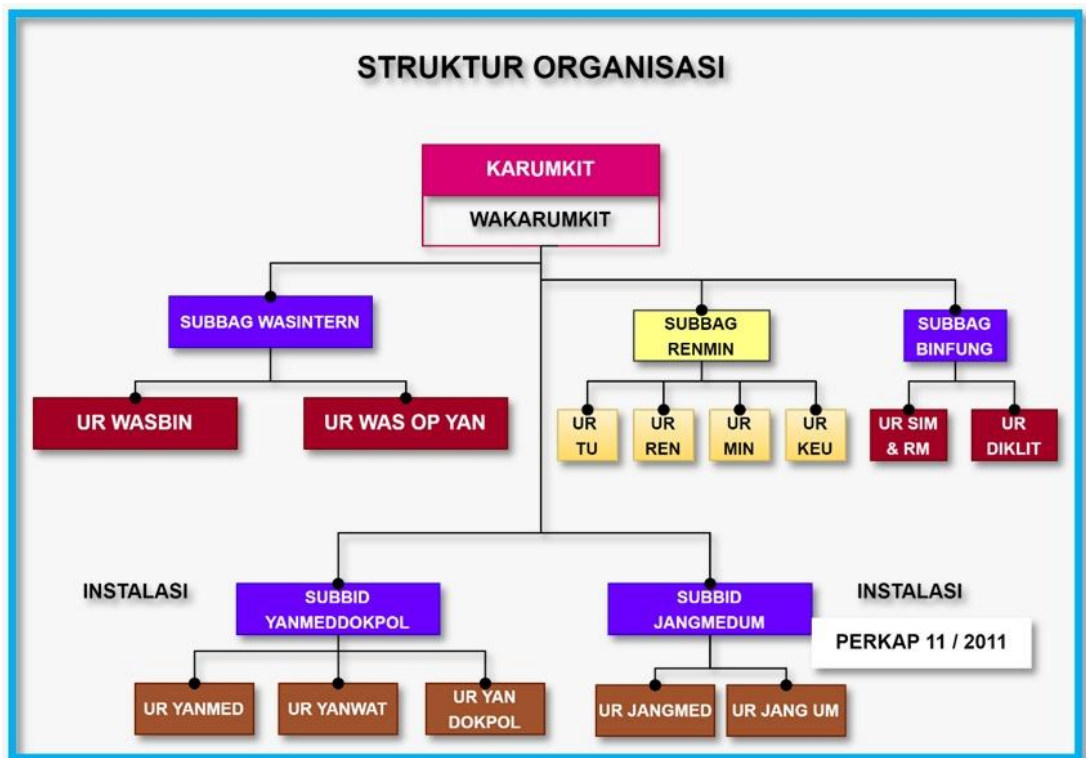 STRUKTUR ORGANISASI
KARUMKIT
WAKARUMKIT
SUBBAG WASINTERN
SUBBAG
RENMIN
SUBBAG
BINFUNG
UR WASBIN
UR WAS OP YAN
UR
TU
UR
REN
UR
MIN
UR
KEU
UR SIM
& RM
UR
DIKLIT
INSTALASI
SUBBID
YANMEDDOKPOL
SUBBID
JANGMEDUM
INSTALASI
PERKAP 11 / 2011
UR YANMED
UR YANWAT
UR YAN
DOKPOL
UR JANGMED
UR JANG UM